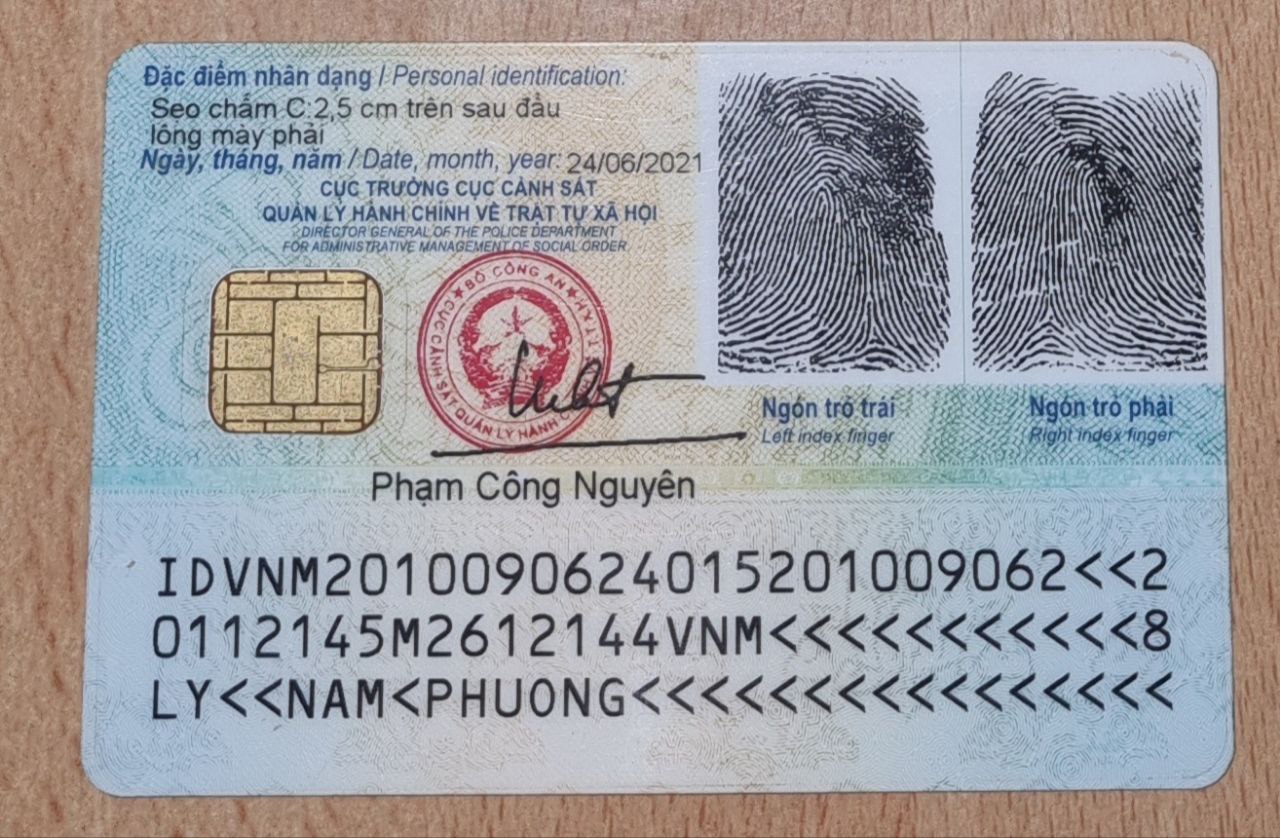 Đặc điểm nhân dạng / Personal identification:
Sẹo chấm C:2,5 cm trên sau đầu
lông mày phải
Ngày, tháng, năm / Date, month, year: 24/06/2021
CỤC TRƯỞNG CỤC CẢNH SÁT
QUẢN LÝ HÀNH CHÍNH VỀ TRẬT TỰ XÃ HỘI
DIRECTOR GENERAL OF THE POLICE DEPARTMENT
FOR ADMINISTRATIVE MANAGEMENT OF SOCIAL ORDER
BỘ CÔNG AN
CỤC CẢNH SÁT QUẢN LÝ HÀNH
Ngón trỏ trái
Left index finger
Ngón trỏ phải
Right index finger
Phạm Công Nguyên
IDVNM2010090624015201009062<<2
0112145M2612144VNM<<<<<<<<<<<8
LY<<NAM<PHUONG<<<<<<<<<<<<<<<<